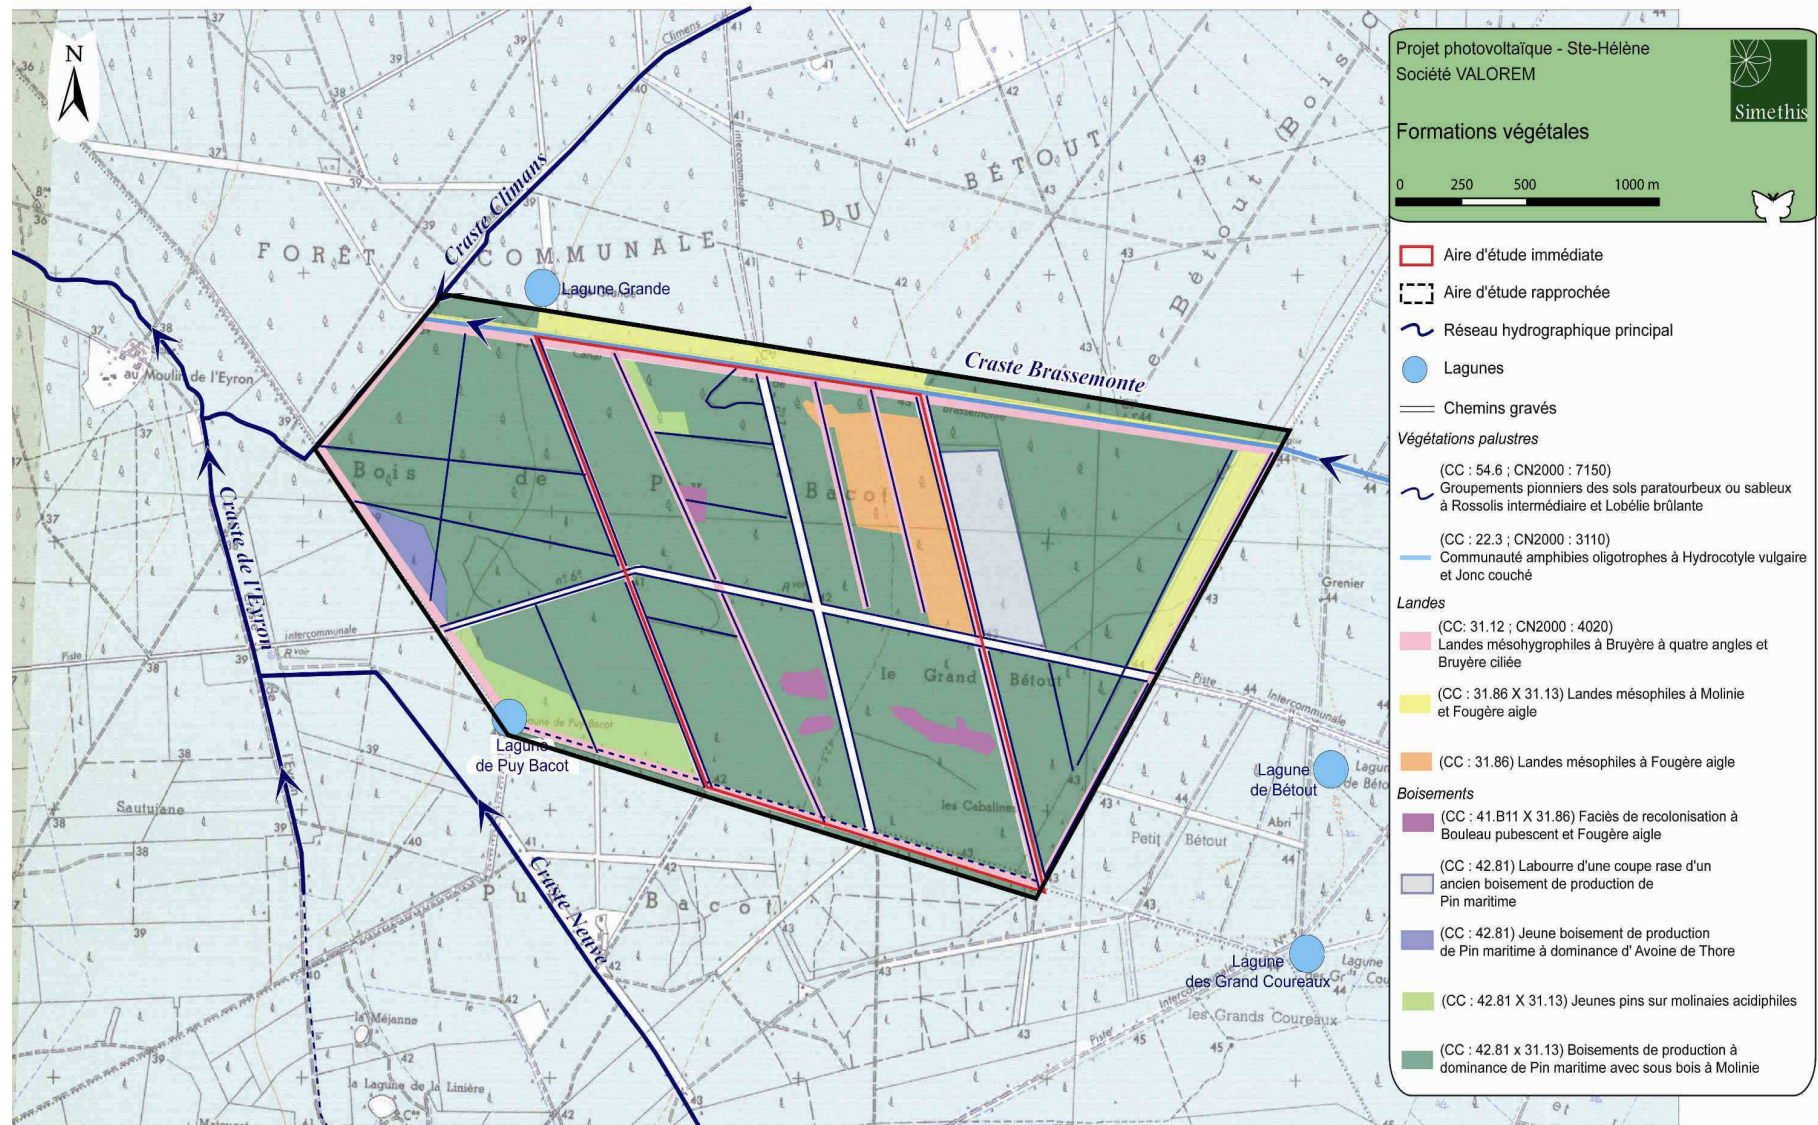 Projet photovoltaïque - Ste-Hélène
Société VALOREM
Simethis
Formations végétales
0 250 500 1000 m
Aire d'étude immédiate
Aire d'étude rapprochée
Réseau hydrographique principal
Lagunes
Chemins gravés
Végétations palustres
(CC : 54.6 ; CN2000 : 7150)
Groupements pionniers des sols paratourbeux ou sableux
à Rossolis intermédiaire et Lobélie brûlante
(CC : 22.3 ; CN2000 : 3110)
Communauté amphibies oligotrophes à Hydrocotyle vulgaire
et Jonc couché
Landes
(CC: 31.12 ; CN2000 : 4020)
Landes mésohygrophiles à Bruyère à quatre angles et
Bruyère ciliée
(CC : 31.86 X 31.13) Landes mésophiles à Molinie
et Fougère aigle
(CC : 31.86) Landes mésophiles à Fougère aigle
Boisements
(CC : 41.B11 X 31.86) Faciès de recolonisation à
Bouleau pubescent et Fougère aigle
(CC : 42.81) Labourre d'une coupe rase d'un
ancien boisement de production de
Pin maritime
(CC : 42.81) Jeune boisement de production
de Pin maritime à dominance d' Avoine de Thore
(CC : 42.81 X 31.13) Jeunes pins sur molinaies acidiphiles
(CC : 42.81 x 31.13) Boisements de production à
dominance de Pin maritime avec sous bois à Molinie
N
Climens
Craste Climans
FORÊT COMMUNALE DU BÉTOUT
Lagune Grande
Craste Brassemonte
au Moulin de l'Eyron
Canal
Brassemonte
Bois de Puy Bacot
Craste de l'Eyron
intercommunale
Piste
Rvoir
n° 6
Grenier
le Grand Bétout
Piste Intercommunale
Lagune
de Puy Bacot
Lagune
de Bétout
Sautujane
les Cabalines
Petit Bétout
Abri
Craste Neuve
Puy Bacot
Lagune
des Grand Coureaux
les Grands Coureaux
la Méjanne
la Lagune de la Linière